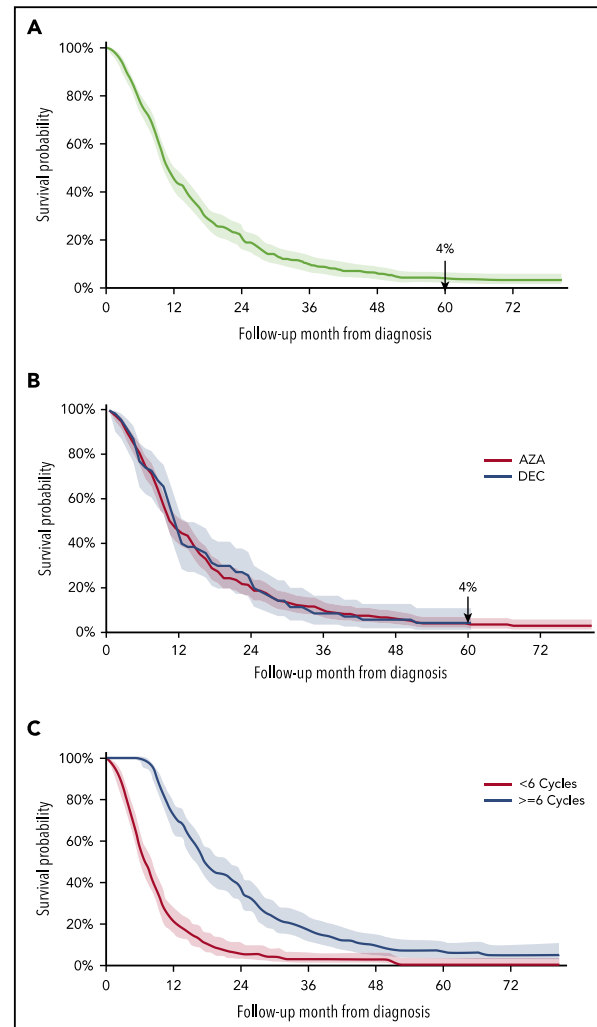 A
100%
80%
60%
40%
20%
0%
Survival probability
4%
0 12 24 36 48 60 72
Follow-up month from diagnosis
B
100%
80%
60%
40%
20%
0%
Survival probability
AZA
DEC
4%
0 12 24 36 48 60 72
Follow-up month from diagnosis
C
100%
80%
60%
40%
20%
0%
Survival probability
<6 Cycles
>=6 Cycles
0 12 24 36 48 60 72
Follow-up month from diagnosis